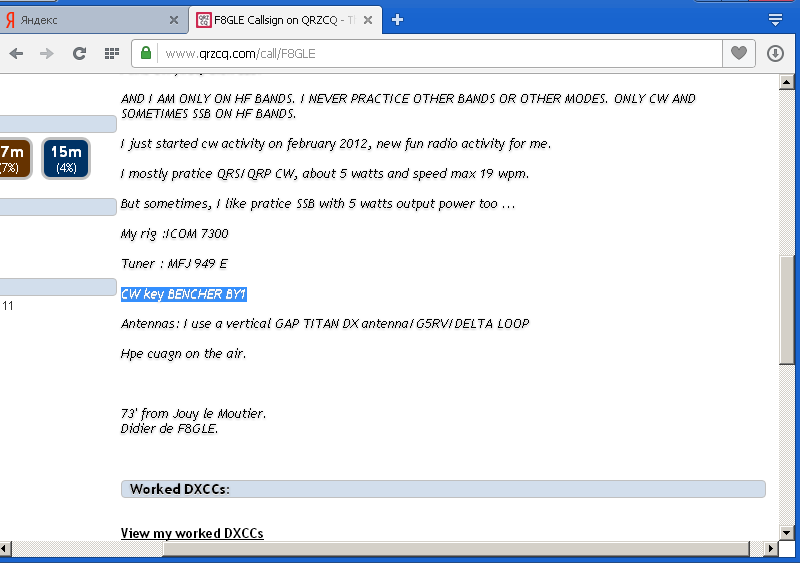 Яндекс
F8GLE Callsign on QRZCQ - T
www.qrzcq.com/call/F8GLE
AND I AM ONLY ON HF BANDS. I NEVER PRACTICE OTHER BANDS OR OTHER MODES. ONLY CW AND
SOMETIMES SSB ON HF BANDS.
7m
(7%)
15m
(4%)
I just started cw activity on february 2012, new fun radio activity for me.
I mostly pratice QRS/QRP CW, about 5 watts and speed max 19 wpm.
But sometimes, I like pratice SSB with 5 watts output power too ...
My rig :ICOM 7300
Tuner : MFJ 949 E
CW key BENCHER BY1
11
Antennas: I use a vertical GAP TITAN DX antenna/G5RV/DELTA LOOP
Hpe cuagn on the air.
73' from Jouy le Moutier.
Didier de F8GLE.
Worked DXCCs:
View my worked DXCCs